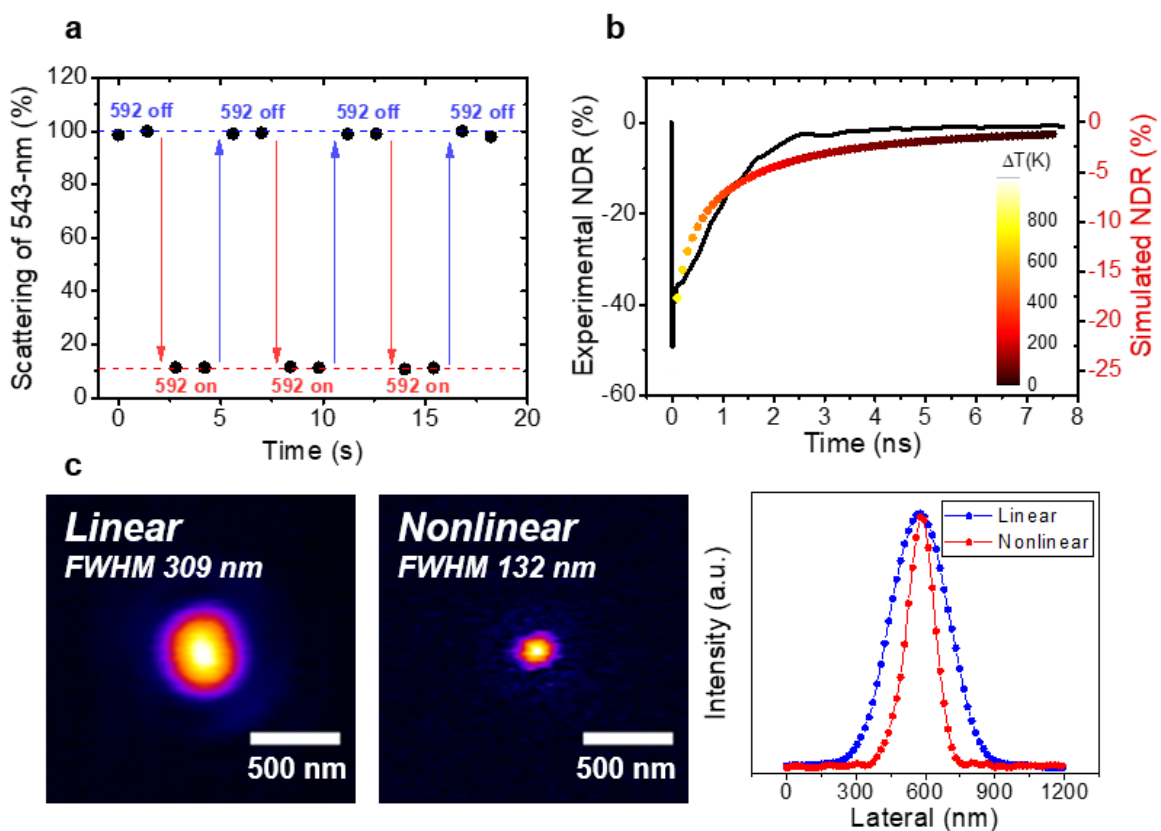 a
Scattering of 543-nm (%)
120
100
80
60
40
20
0
592 off
592 off
592 off
592 off
592 on
592 on
592 on
0
5
10
15
20
Time (s)
b
Experimental NDR (%)
0
-20
-40
-60
0
1
2
3
4
5
6
7
8
Time (ns)
ΔT(K)
800
600
400
200
0
0
-5
-10
-15
-20
-25
Simulated NDR (%)
c
Linear
FWHM 309 nm
500 nm
Nonlinear
FWHM 132 nm
500 nm
Intensity (a.u.)
Linear
Nonlinear
0
300
600
900
1200
Lateral (nm)